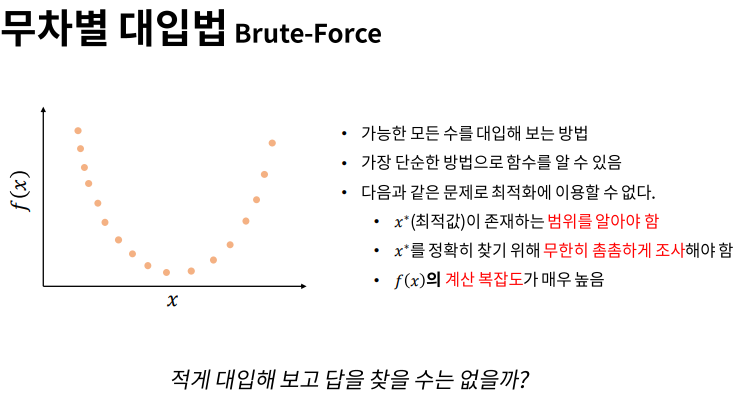 무차별 대입법 Brute-Force
f(x)
x
• 가능한 모든 수를 대입해 보는 방법
• 가장 단순한 방법으로 함수를 알 수 있음
• 다음과 같은 문제로 최적화에 이용할 수 없다.
• x*(최적값)이 존재하는 범위를 알아야 함
• x*를 정확히 찾기 위해 무한히 촘촘하게 조사해야 함
• f(x)의 계산 복잡도가 매우 높음
적게 대입해 보고 답을 찾을 수는 없을까?